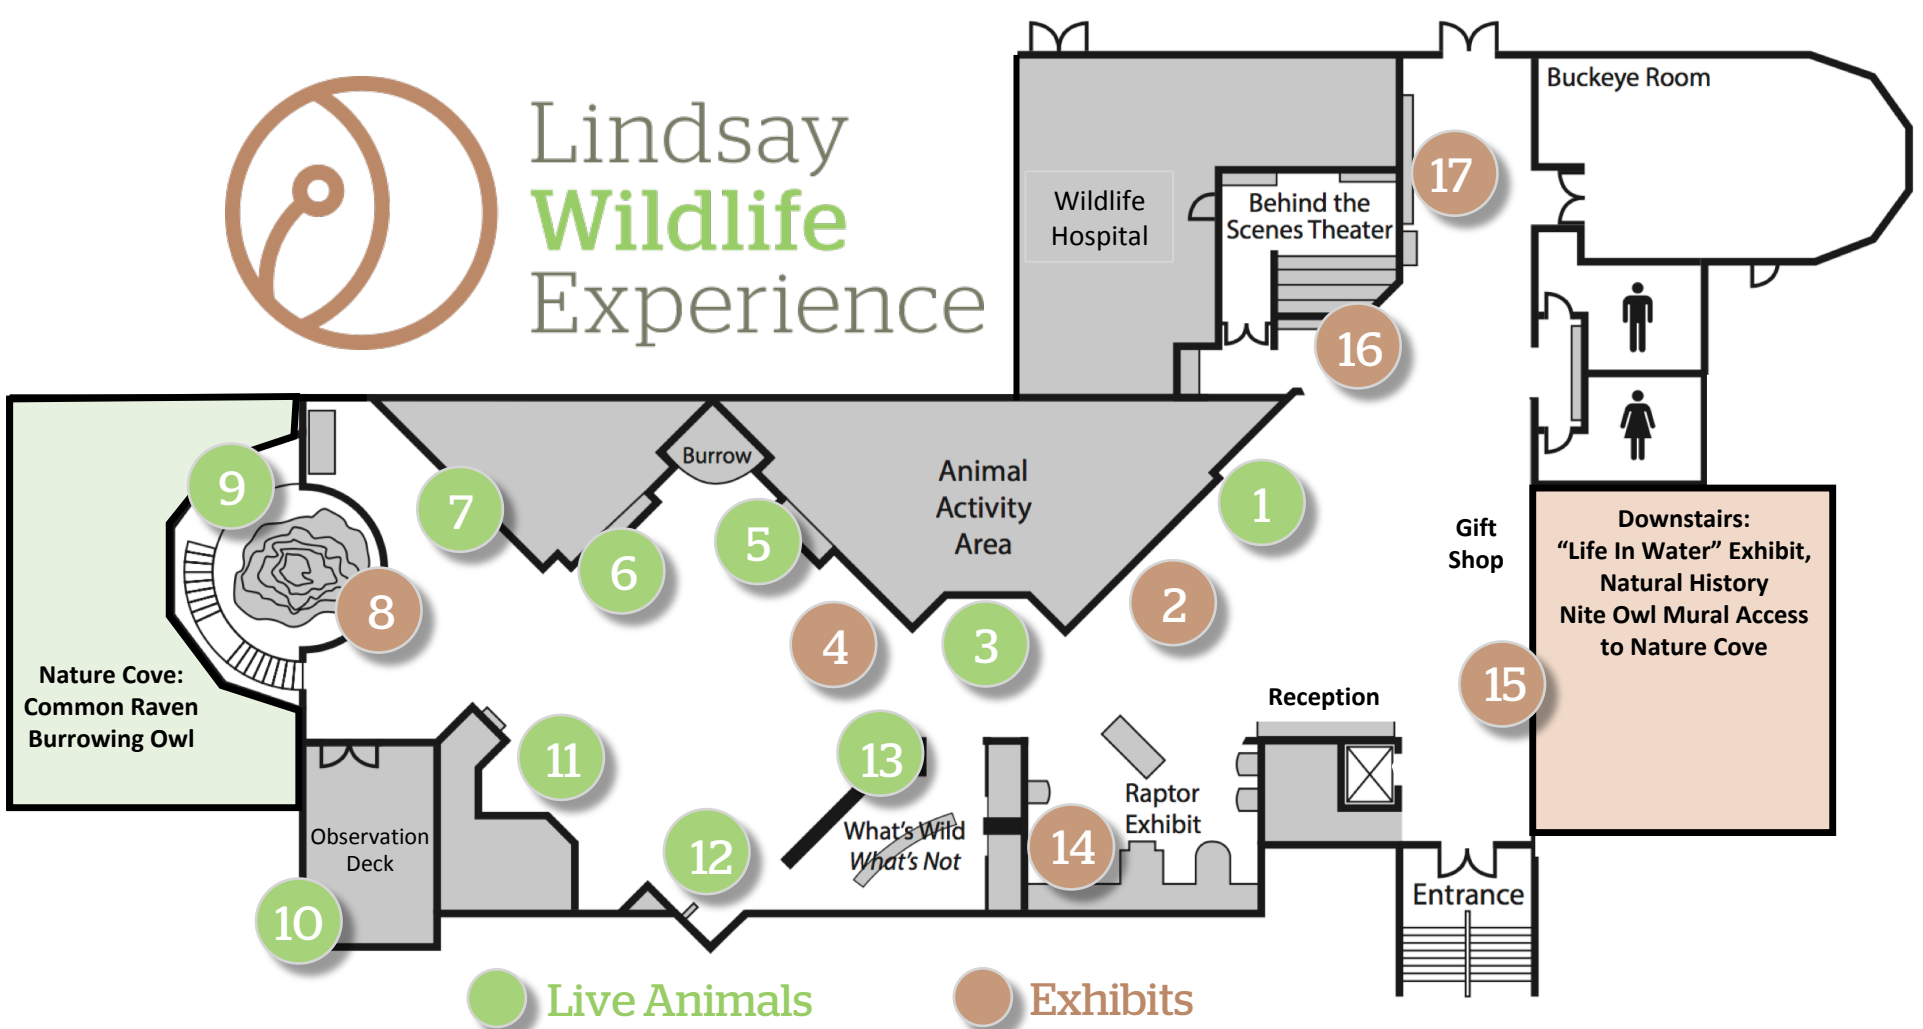 Lindsay
Wildlife
Experience
Buckeye Room
17
Wildlife
Hospital
Behind the
Scenes Theater
16
9
7
Burrow
5
6
Animal
Activity
Area
1
Gift
Shop
Downstairs:
“Life In Water” Exhibit,
Natural History
Nite Owl Mural Access
to Nature Cove
8
4
3
2
15
Nature Cove:
Common Raven
Burrowing Owl
Reception
11
13
Raptor
Exhibit
Observation
Deck
12
What's Wild
What's Not
14
10
Entrance
Live Animals
Exhibits